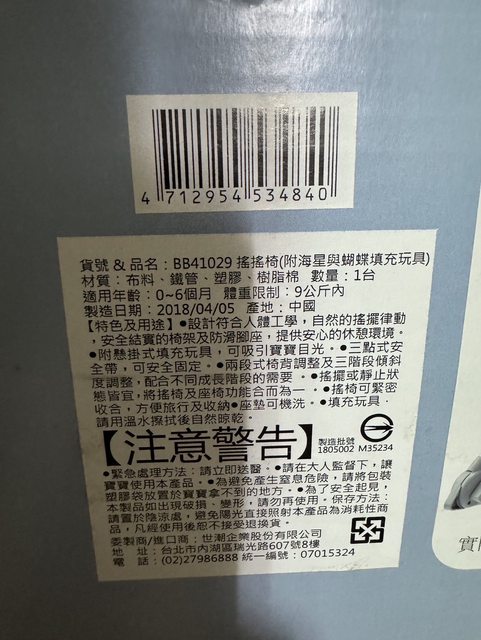 4 712954 534840
貨號 & 品名：BB41029 搖搖椅(附海星與蝴蝶填充玩具)
材質：布料、鐵管、塑膠、樹脂棉　數量：1台
適用年齡：0~6個月　體重限制：9公斤內
製造日期：2018/04/05　產地：中國
【特色及用途】●設計符合人體工學，自然的搖擺律動
，安全結實的椅架及防滑腳座，提供安心的休憩環境。
●附懸掛式填充玩具，可吸引寶寶目光。●三點式安
全帶，可安全固定。●兩段式椅背調整及三階段傾斜
度調整，配合不同成長階段的需要。●搖擺或靜止狀
態皆宜，將搖椅及座椅功能合而為一。●搖椅可緊密
收合，方便旅行及收納●座墊可機洗。●填充玩具，
請用溫水擦拭後自然晾乾。
【注意警告】
製造批號
1805002 M35234
●緊急處理方法：請立即送醫。●請在大人監督下，讓
寶寶使用本產品。●為避免產生窒息危險，請將包裝
塑膠袋放置於寶寶拿不到的地方。●為了安全起見，
本製品如出現破損、變形，請勿再使用。保存方法：
請置於陰涼處，避免陽光直接照射本產品為消耗性商
品，凡經使用後恕不接受退換貨。
委製商/進口商：世潮企業股份有限公司
地　址：台北市內湖區瑞光路607號8樓
電　話：(02)27986888 統一編號：07015324
實